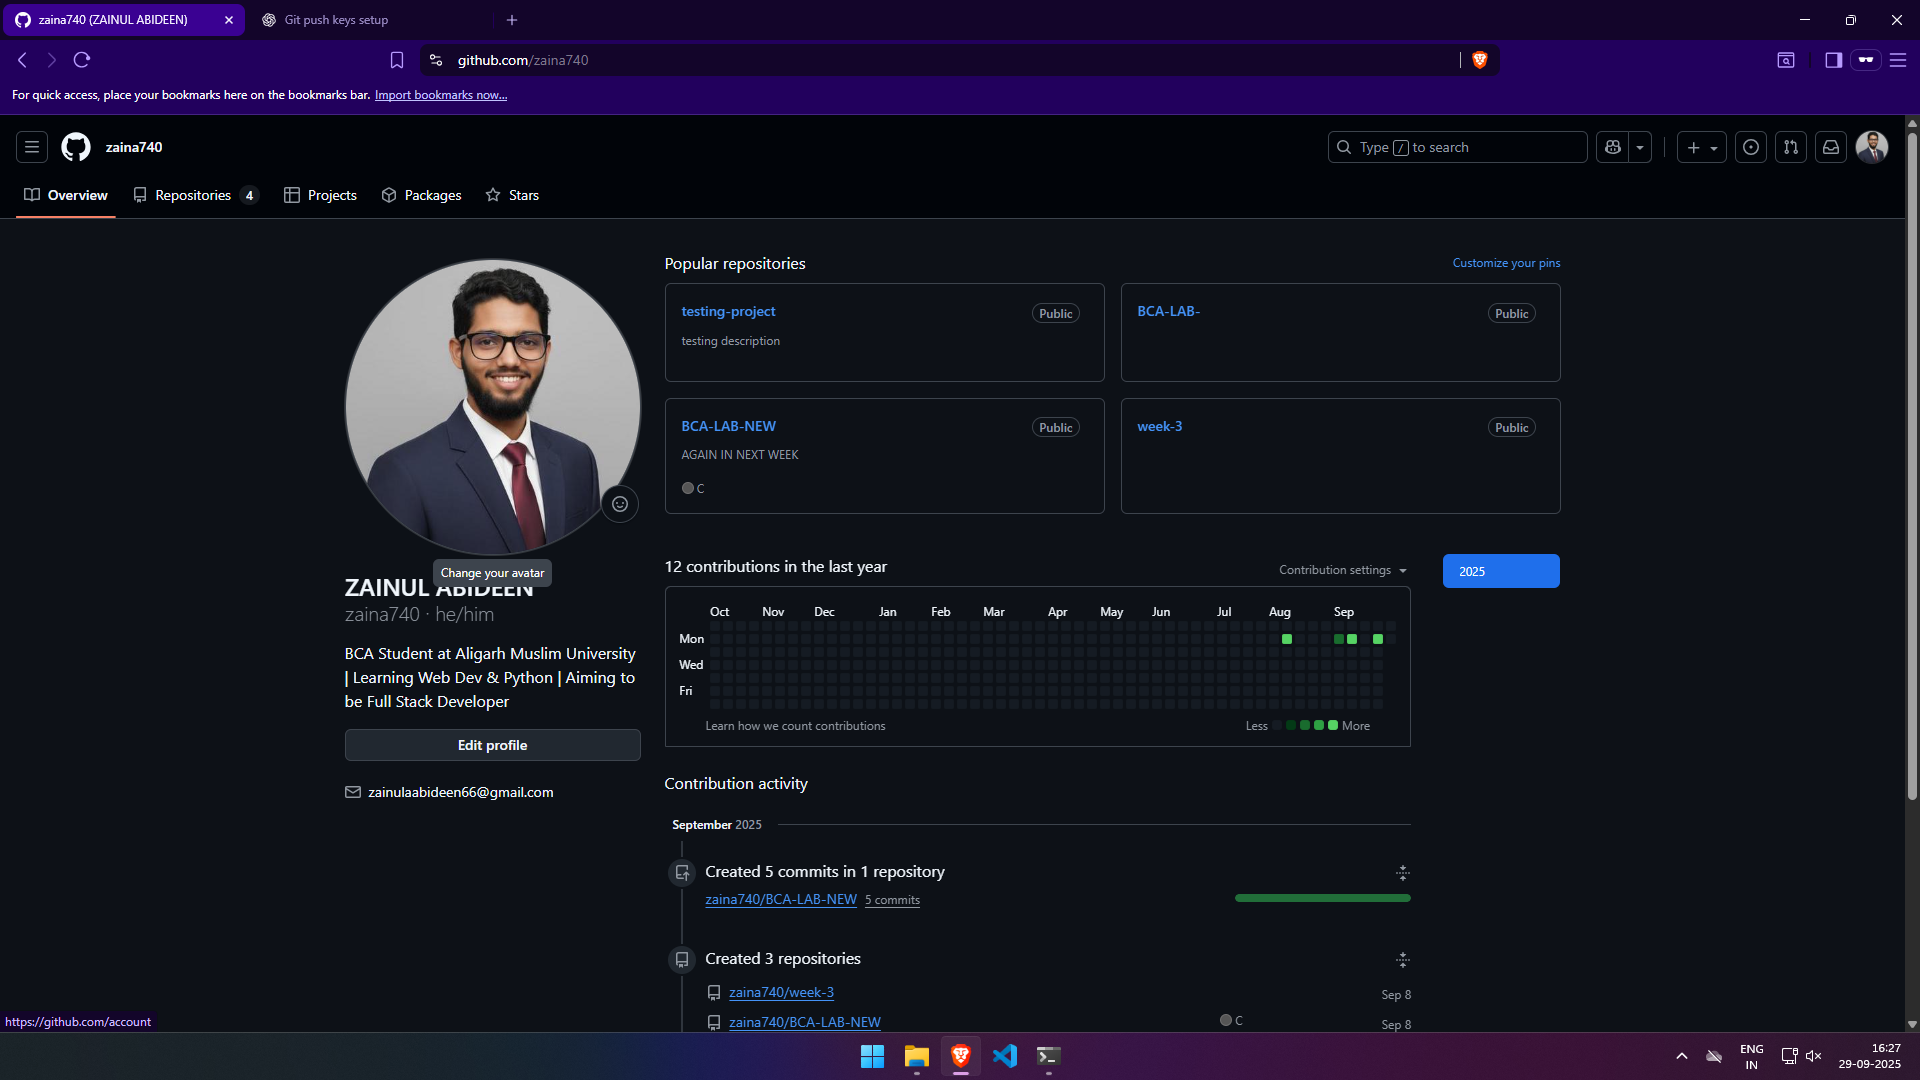 zaina740 (ZAINUL ABIDEEN)
Git push keys setup
github.com/zaina740
For quick access, place your bookmarks here on the bookmarks bar. Import bookmarks now...
zaina740
Type / to search
Overview
Repositories 4
Projects
Packages
Stars
Popular repositories
Customize your pins
testing-project
Public
testing description
BCA-LAB-
Public
BCA-LAB-NEW
Public
AGAIN IN NEXT WEEK
C
week-3
Public
Change your avatar
ZAINUL ABIDEEN
zaina740 · he/him
BCA Student at Aligarh Muslim University
| Learning Web Dev & Python | Aiming to
be Full Stack Developer
Edit profile
zainulaabideen66@gmail.com
12 contributions in the last year
Contribution settings
2025
Oct Nov Dec Jan Feb Mar Apr May Jun Jul Aug Sep
Mon
Wed
Fri
Learn how we count contributions
Less
More
Contribution activity
September 2025
Created 5 commits in 1 repository
zaina740/BCA-LAB-NEW 5 commits
Created 3 repositories
zaina740/week-3
Sep 8
zaina740/BCA-LAB-NEW
C
Sep 8
https://github.com/account
ENG
IN
16:27
29-09-2025